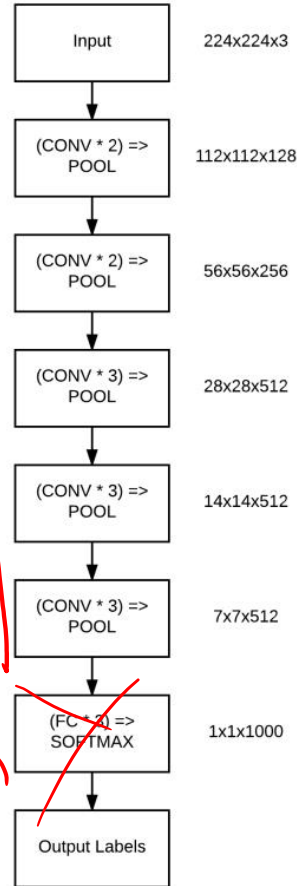 Input
224x224x3
(CONV * 2) =>
POOL
112x112x128
(CONV * 2) =>
POOL
56x56x256
(CONV * 3) =>
POOL
28x28x512
(CONV * 3) =>
POOL
14x14x512
(CONV * 3) =>
POOL
7x7x512
(FC * 3) =>
SOFTMAX
1x1x1000
Output Labels